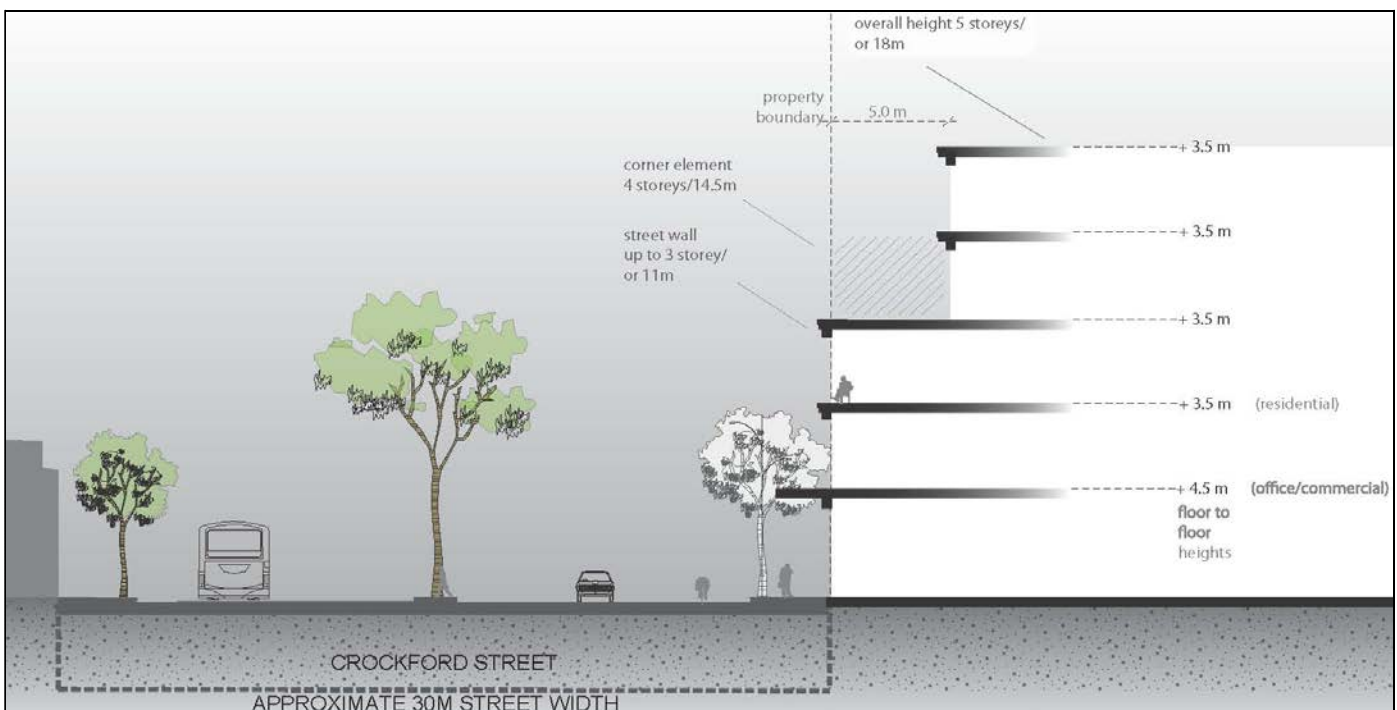 overall height 5 storeys/
or 18m
property
boundary
5.0 m
+ 3.5 m
corner element
4 storeys/14.5m
+ 3.5 m
street wall
up to 3 storey/
or 11m
+ 3.5 m
+ 3.5 m (residential)
+ 4.5 m (office/commercial)
floor to
floor
heights
CROCKFORD STREET
APPROXIMATE 30M STREET WIDTH